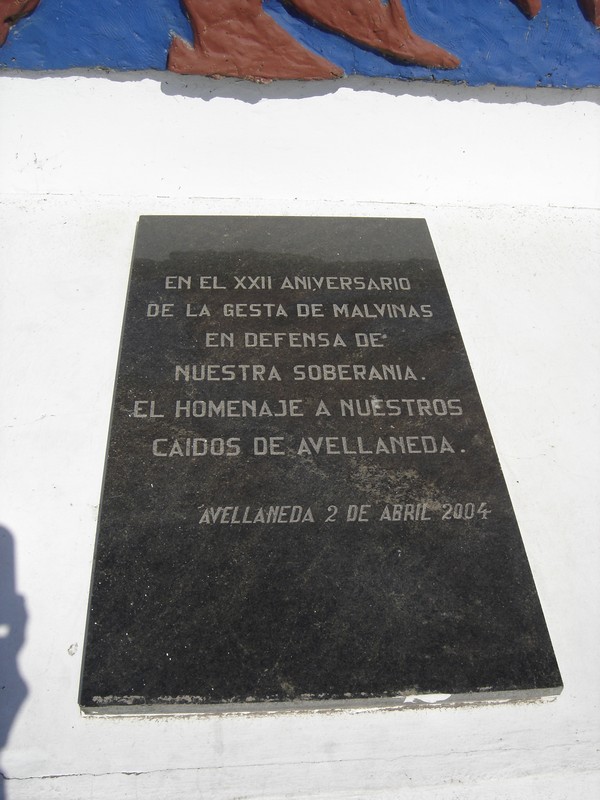 EN EL XXII ANIVERSARIO
DE LA GESTA DE MALVINAS
EN DEFENSA DE
NUESTRA SOBERANIA.
EL HOMENAJE A NUESTROS
CAIDOS DE AVELLANEDA.
AVELLANEDA 2 DE ABRIL 2004